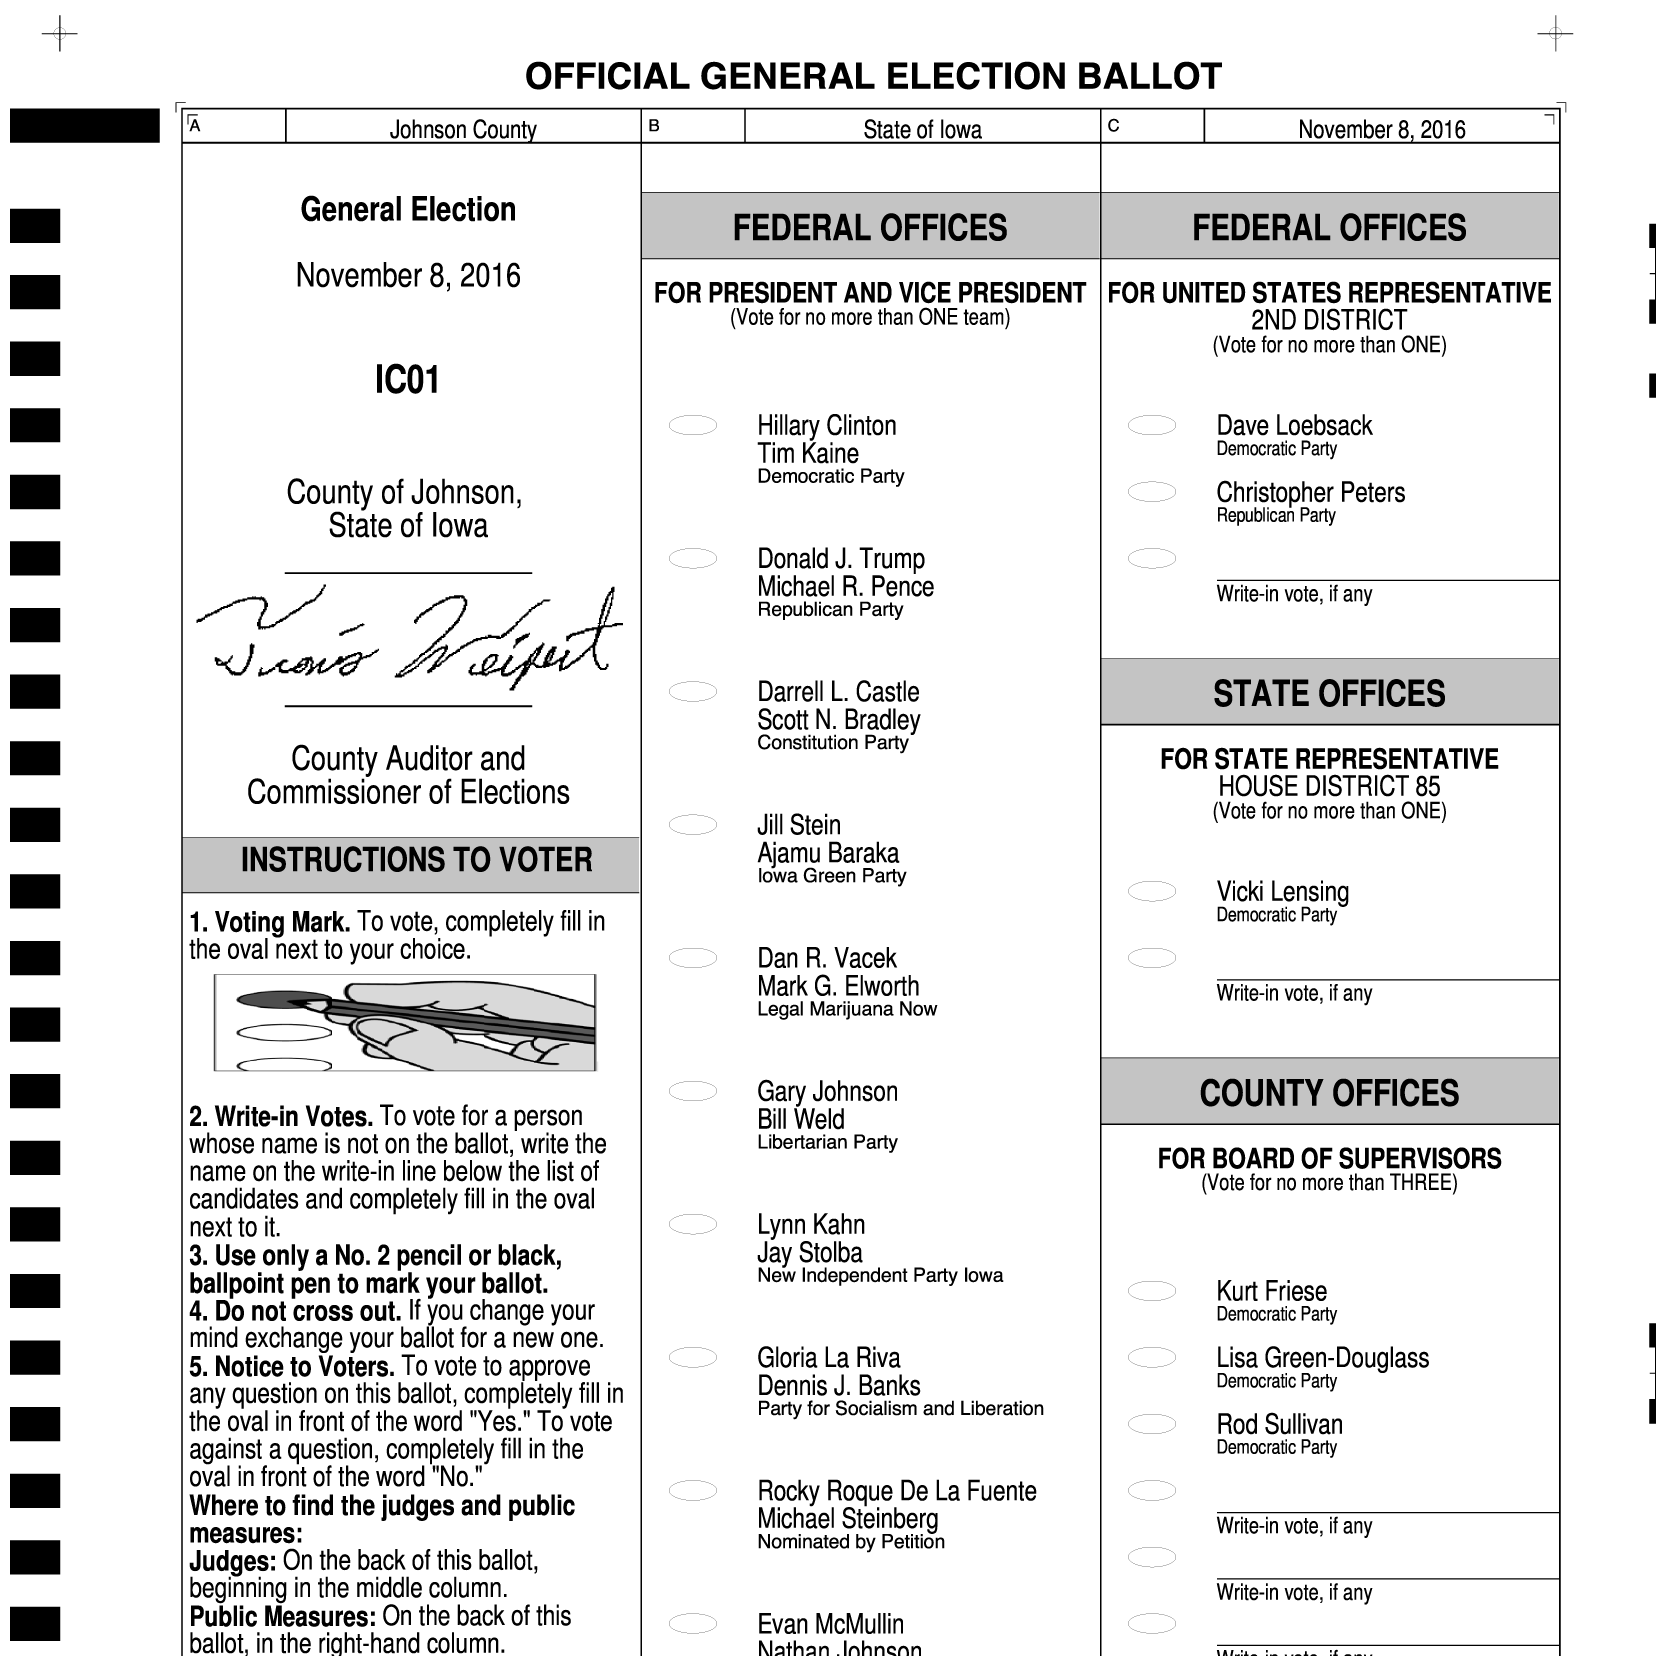 OFFICIAL GENERAL ELECTION BALLOT
A
Johnson County
B
State of Iowa
C
November 8, 2016
General Election
November 8, 2016
IC01
County of Johnson,
State of Iowa
Travis Weipert
County Auditor and
Commissioner of Elections
INSTRUCTIONS TO VOTER
1. Voting Mark. To vote, completely fill in
the oval next to your choice.
2. Write-in Votes. To vote for a person
whose name is not on the ballot, write the
name on the write-in line below the list of
candidates and completely fill in the oval
next to it.
3. Use only a No. 2 pencil or black,
ballpoint pen to mark your ballot.
4. Do not cross out. If you change your
mind exchange your ballot for a new one.
5. Notice to Voters. To vote to approve
any question on this ballot, completely fill in
the oval in front of the word "Yes." To vote
against a question, completely fill in the
oval in front of the word "No."
Where to find the judges and public
measures:
Judges: On the back of this ballot,
beginning in the middle column.
Public Measures: On the back of this
ballot, in the right-hand column.
FEDERAL OFFICES
FOR PRESIDENT AND VICE PRESIDENT
(Vote for no more than ONE team)
Hillary Clinton
Tim Kaine
Democratic Party
Donald J. Trump
Michael R. Pence
Republican Party
Darrell L. Castle
Scott N. Bradley
Constitution Party
Jill Stein
Ajamu Baraka
Iowa Green Party
Dan R. Vacek
Mark G. Elworth
Legal Marijuana Now
Gary Johnson
Bill Weld
Libertarian Party
Lynn Kahn
Jay Stolba
New Independent Party Iowa
Gloria La Riva
Dennis J. Banks
Party for Socialism and Liberation
Rocky Roque De La Fuente
Michael Steinberg
Nominated by Petition
Evan McMullin
Nathan Johnson
FEDERAL OFFICES
FOR UNITED STATES REPRESENTATIVE
2ND DISTRICT
(Vote for no more than ONE)
Dave Loebsack
Democratic Party
Christopher Peters
Republican Party
Write-in vote, if any
STATE OFFICES
FOR STATE REPRESENTATIVE
HOUSE DISTRICT 85
(Vote for no more than ONE)
Vicki Lensing
Democratic Party
Write-in vote, if any
COUNTY OFFICES
FOR BOARD OF SUPERVISORS
(Vote for no more than THREE)
Kurt Friese
Democratic Party
Lisa Green-Douglass
Democratic Party
Rod Sullivan
Democratic Party
Write-in vote, if any
Write-in vote, if any
Write-in vote, if any